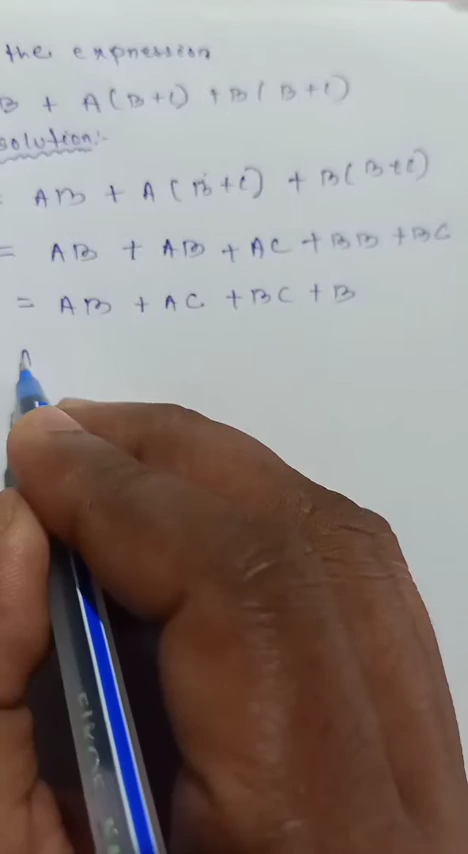 the expression
B + A(B+C) + B(B+C)
solution:-
= AB + A(B+C) + B(B+C)
= AB + AB + AC + BB + BC
= AB + AC + BC + B
A